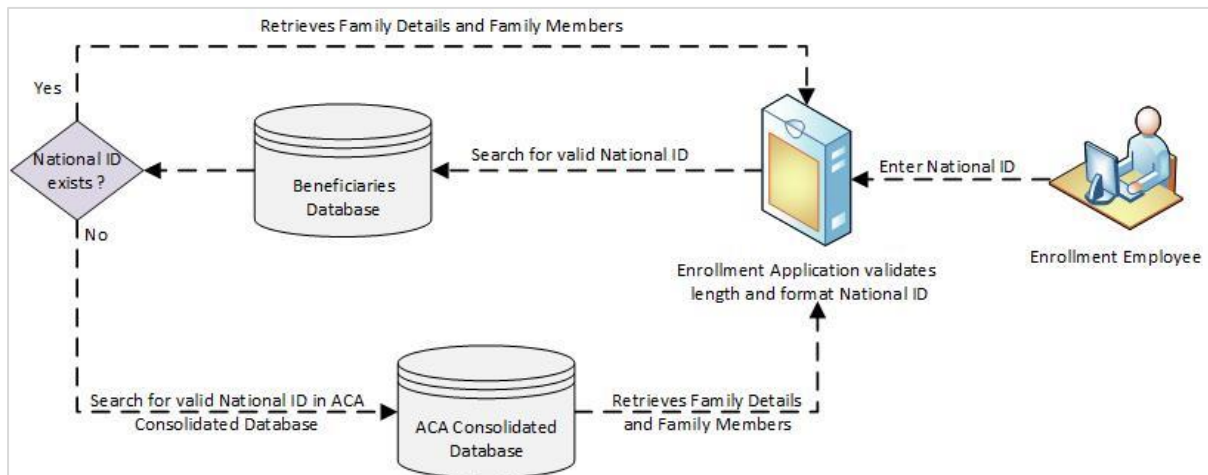 Retrieves Family Details and Family Members
Yes
National ID
exists ?
Beneficiaries
Database
Search for valid National ID
Enter National ID
No
Enrollment Application validates
length and format National ID
Enrollment Employee
Search for valid National ID in ACA
Consolidated Database
ACA Consolidated
Database
Retrieves Family Details
and Family Members